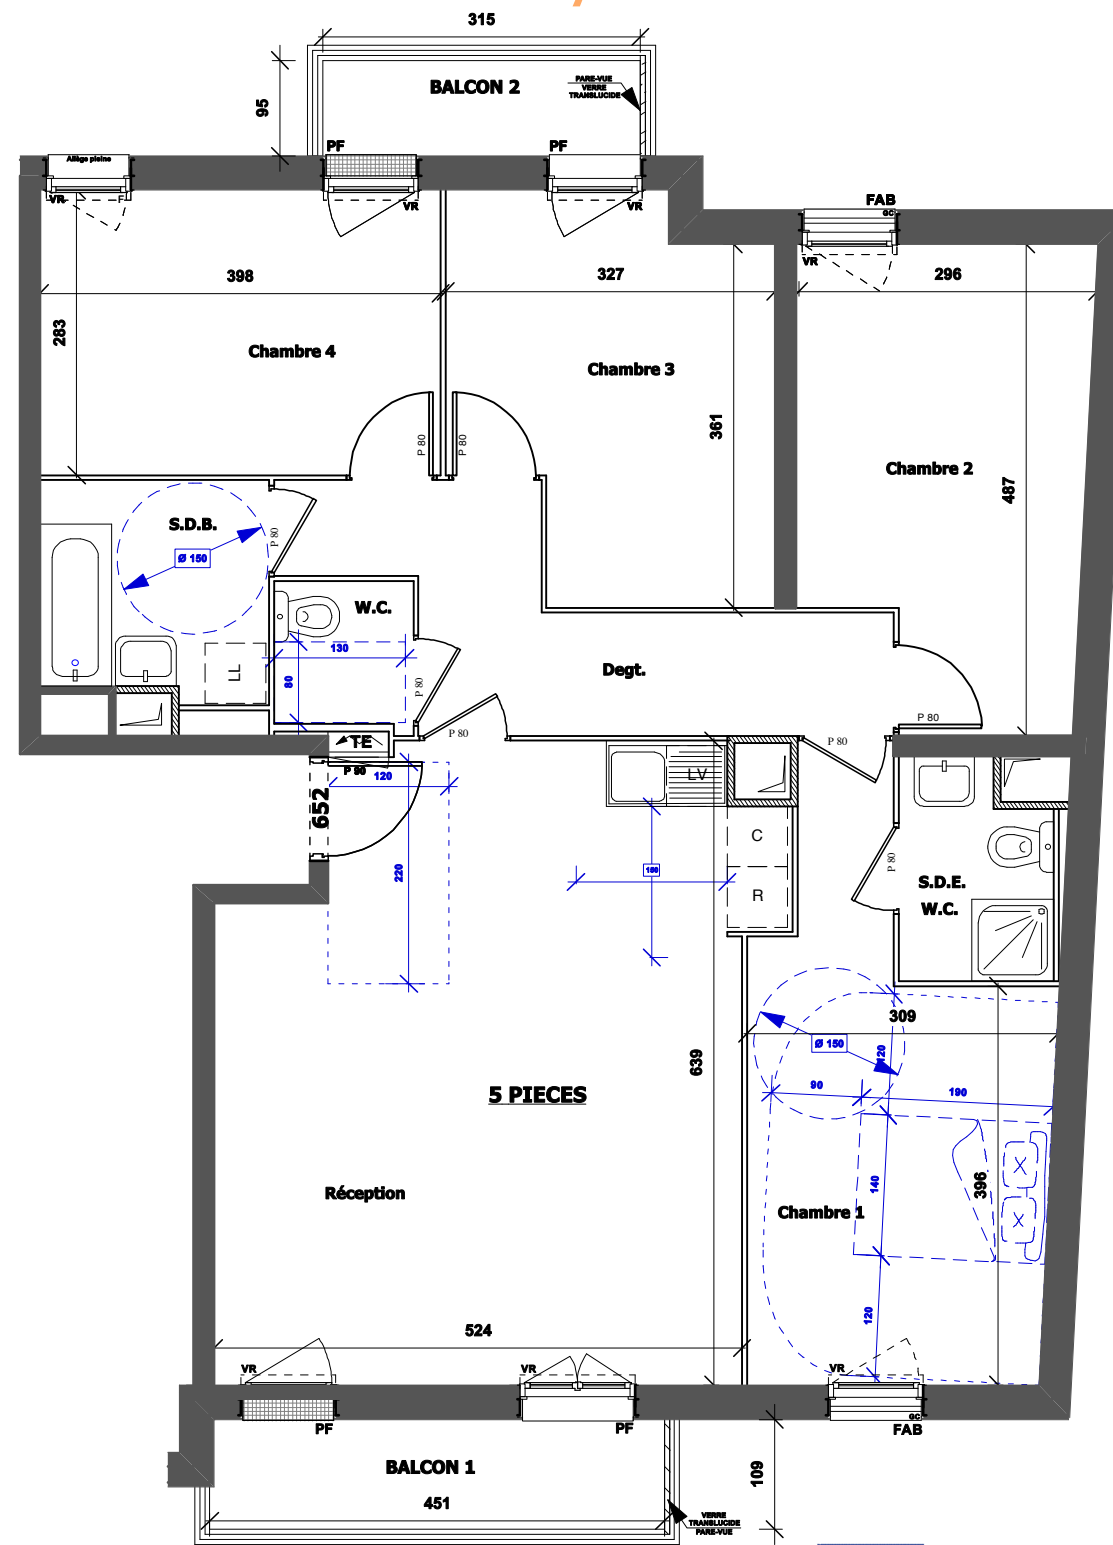 315
BALCON 2
PARE-VUE
VERRE
TRANSLUCIDE
95
PF
PF
Allège pleine
VR
F
VR
VR
FAB
GC
VR
398
327
296
283
Chambre 4
Chambre 3
361
Chambre 2
487
P 80
P 80
S.D.B.
Ø 150
P 80
W.C.
130
80
LL
P 80
Degt.
P 80
P 80
P 80
TE
P 90
120
652
220
LV
150
C
R
P 80
S.D.E.
W.C.
309
Ø 150
120
639
90
190
5 PIECES
140
396
Réception
Chambre 1
120
524
VR
VR
VR
PF
PF
GC
FAB
BALCON 1
109
451
VERRE
TRANSLUCIDE
PARE-VUE